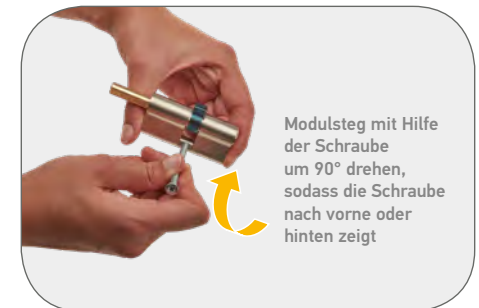 Modulsteg mit Hilfe
der Schraube
um 90° drehen,
sodass die Schraube
nach vorne oder
hinten zeigt